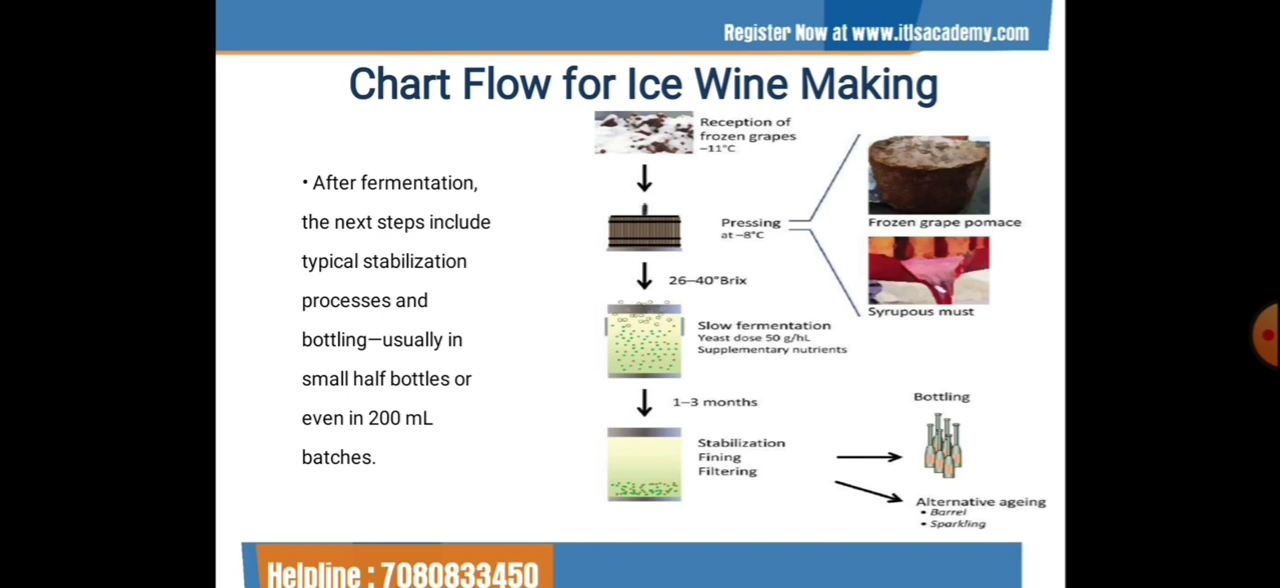 Register Now at www.itlsacademy.com
Chart Flow for Ice Wine Making
• After fermentation,
the next steps include
typical stabilization
processes and
bottling—usually in
small half bottles or
even in 200 mL
batches.
Reception of
frozen grapes
–11°C
Pressing
at –8°C
Frozen grape pomace
Syrupous must
26–40°Brix
Slow fermentation
Yeast dose 50 g/hL
Supplementary nutrients
1–3 months
Stabilization
Fining
Filtering
Bottling
Alternative ageing
• Barrel
• Sparkling
Helpline : 7080833450